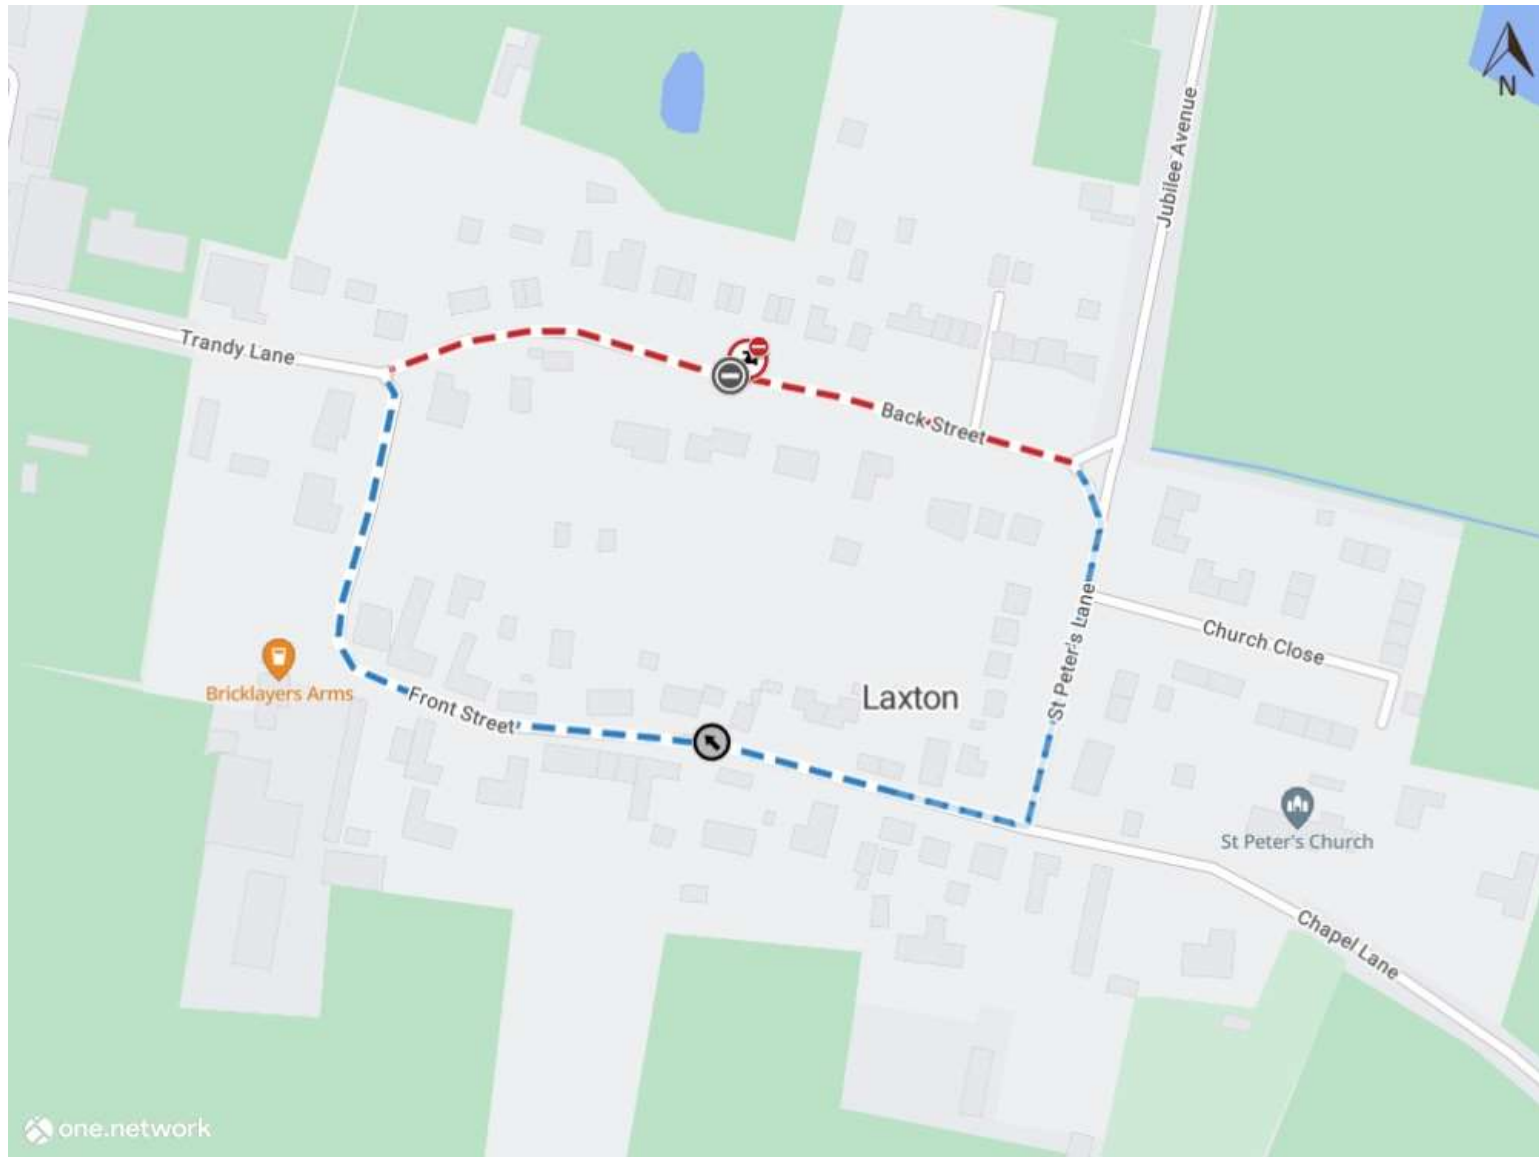 N
Jubilee Avenue
Trandy Lane
Back Street
Church Close
St Peter's Lane
Bricklayers Arms
Laxton
Front Street
St Peter's Church
Chapel Lane
one.network